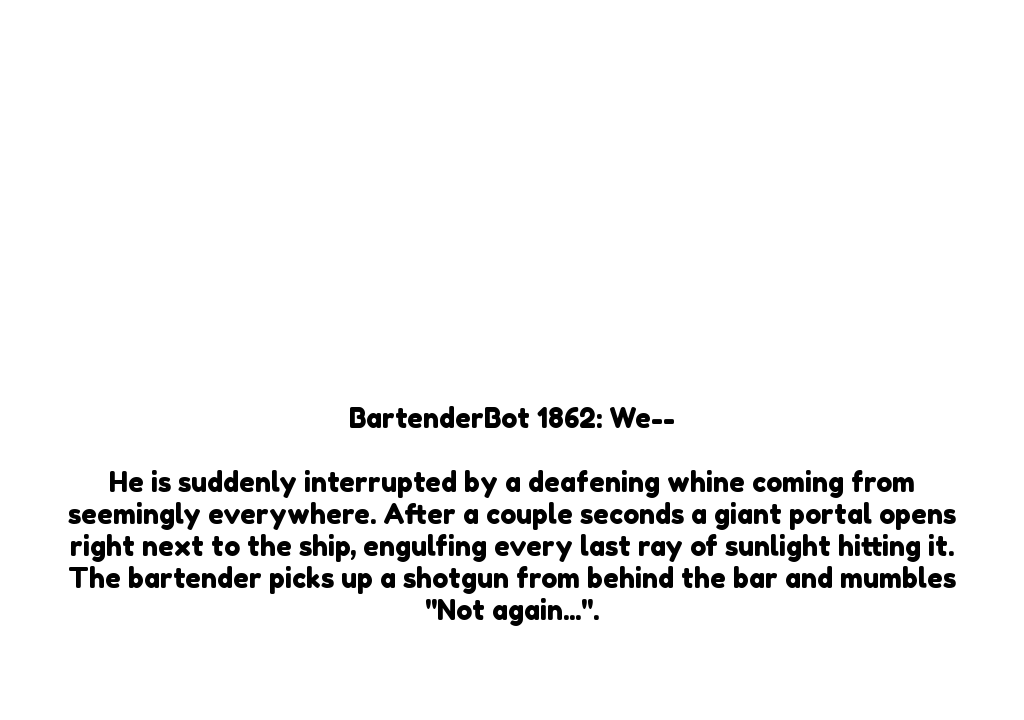 BartenderBot 1862: We--
He is suddenly interrupted by a deafening whine coming from
seemingly everywhere. After a couple seconds a giant portal opens
right next to the ship, engulfing every last ray of sunlight hitting it.
The bartender picks up a shotgun from behind the bar and mumbles
"Not again...".